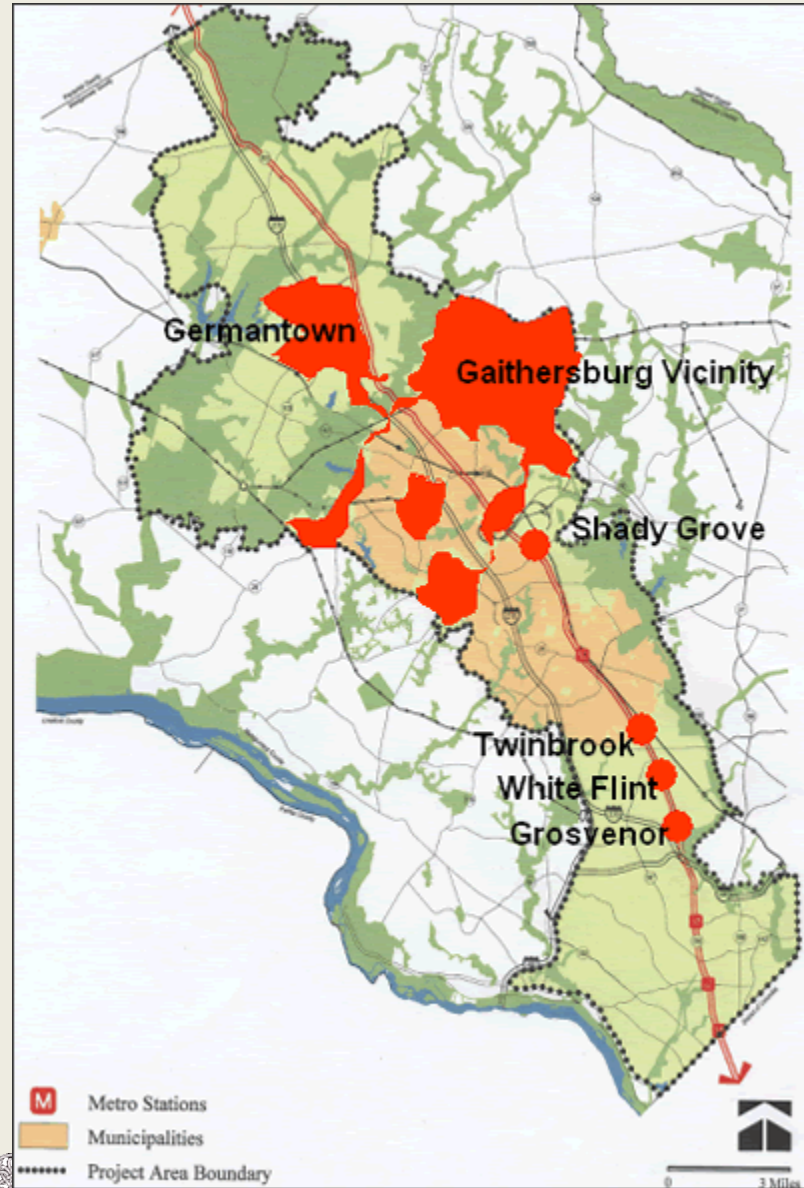 Germantown
Gaithersburg Vicinity
Shady Grove
Twinbrook
White Flint
Grosvenor
M Metro Stations
Municipalities
Project Area Boundary
0 3 Miles